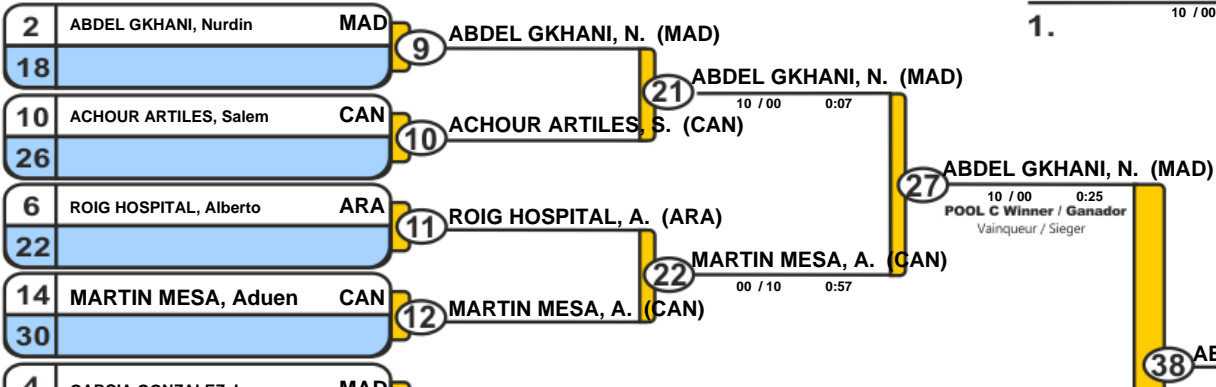 10 / 00
1.
2 ABDEL GKHANI, Nurdin MAD
18
9 ABDEL GKHANI, N. (MAD)
21 ABDEL GKHANI, N. (MAD)
10 / 00 0:07
10 ACHOUR ARTILES, Salem CAN
26
10 ACHOUR ARTILES, S. (CAN)
27 ABDEL GKHANI, N. (MAD)
10 / 00 0:25
POOL C Winner / Ganador
Vainqueur / Sieger
6 ROIG HOSPITAL, Alberto ARA
22
11 ROIG HOSPITAL, A. (ARA)
22 MARTIN MESA, A. (CAN)
00 / 10 0:57
14 MARTIN MESA, Aduen CAN
30
12 MARTIN MESA, A. (CAN)
38
4 MAD